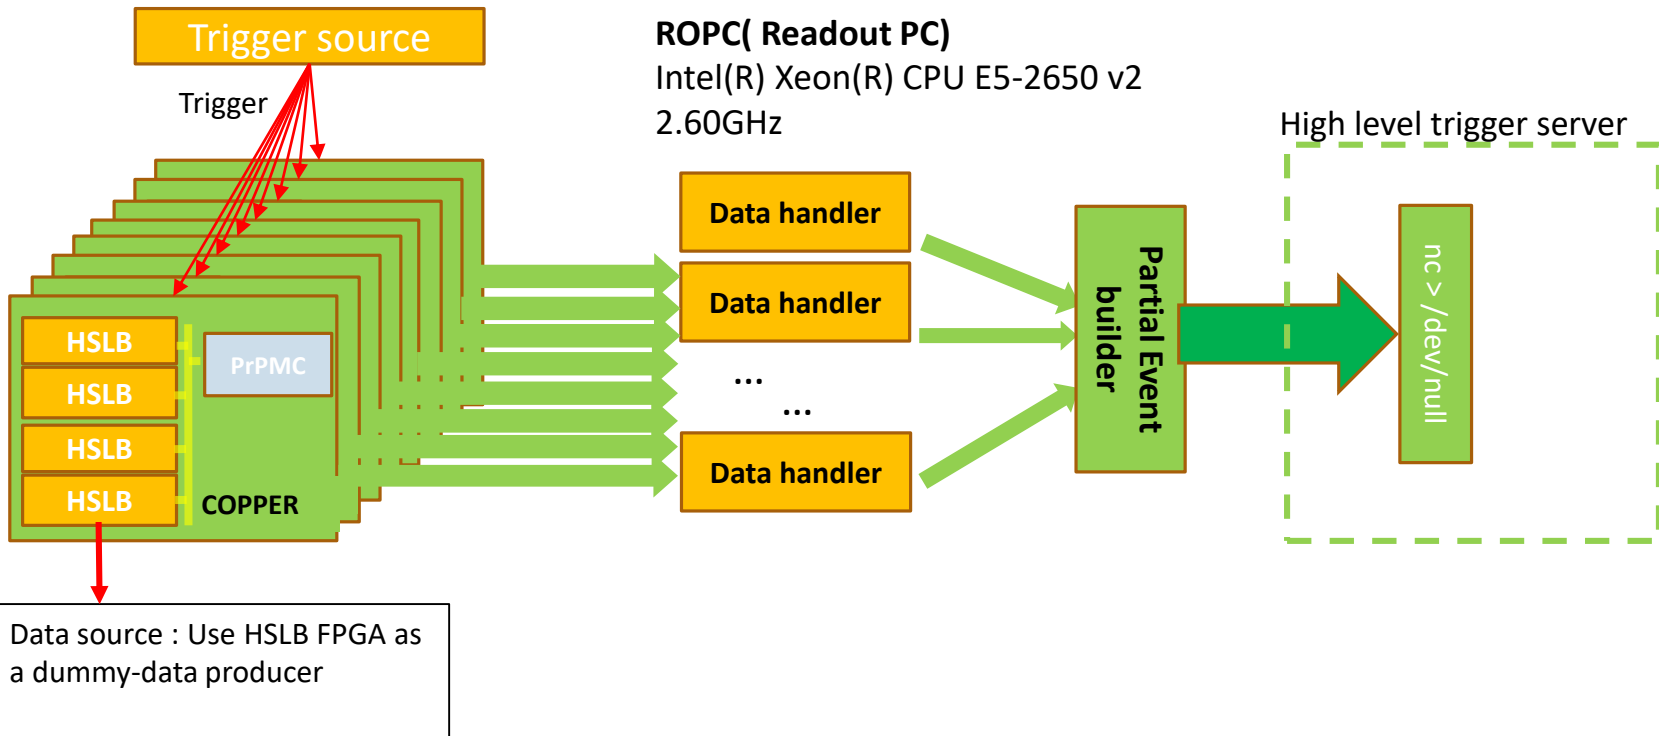 Trigger source
Trigger
ROPC( Readout PC)
Intel(R) Xeon(R) CPU E5-2650 v2
2.60GHz
High level trigger server
HSLB
HSLB
HSLB
HSLB
PrPMC
COPPER
Data handler
Data handler
...
...
Data handler
Partial Event
builder
nc > /dev/null
Data source : Use HSLB FPGA as
a dummy-data producer